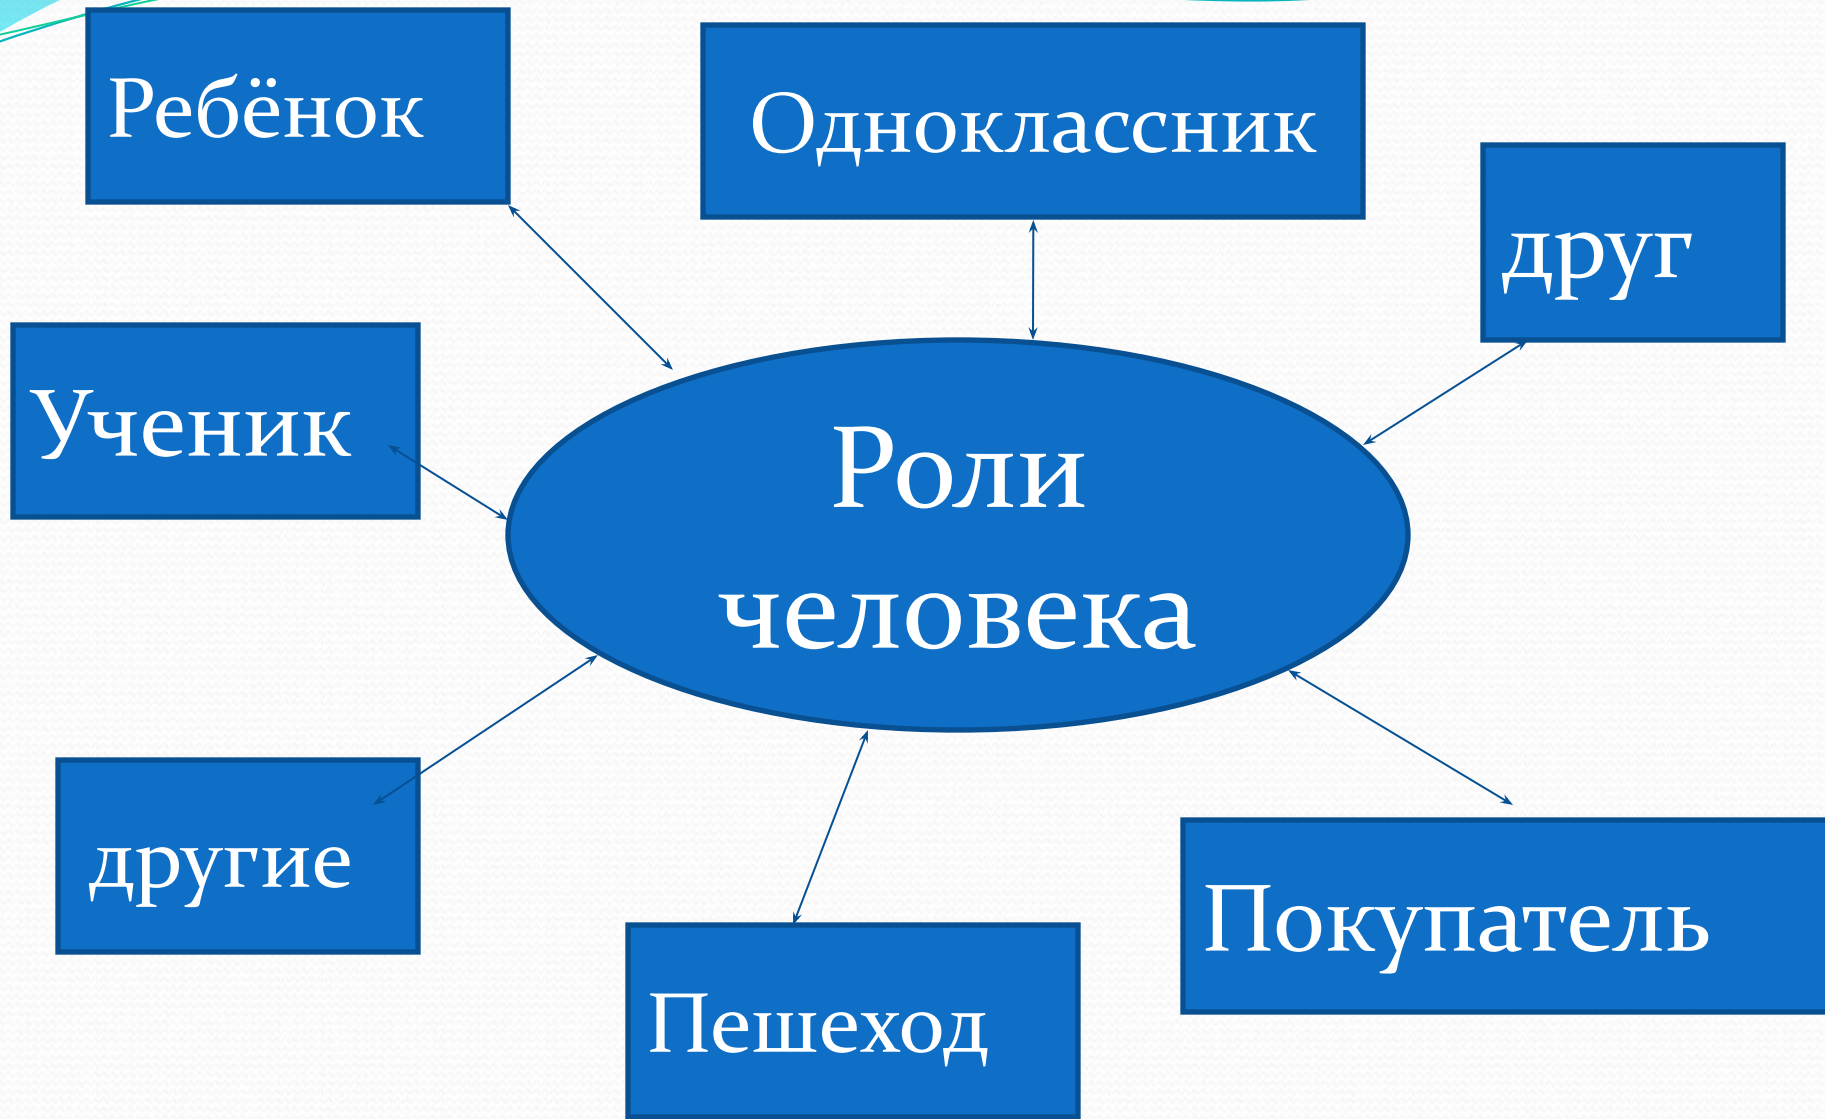 Ребёнок
Одноклассник
друг
Ученик
Роли
человека
другие
Покупатель
Пешеход